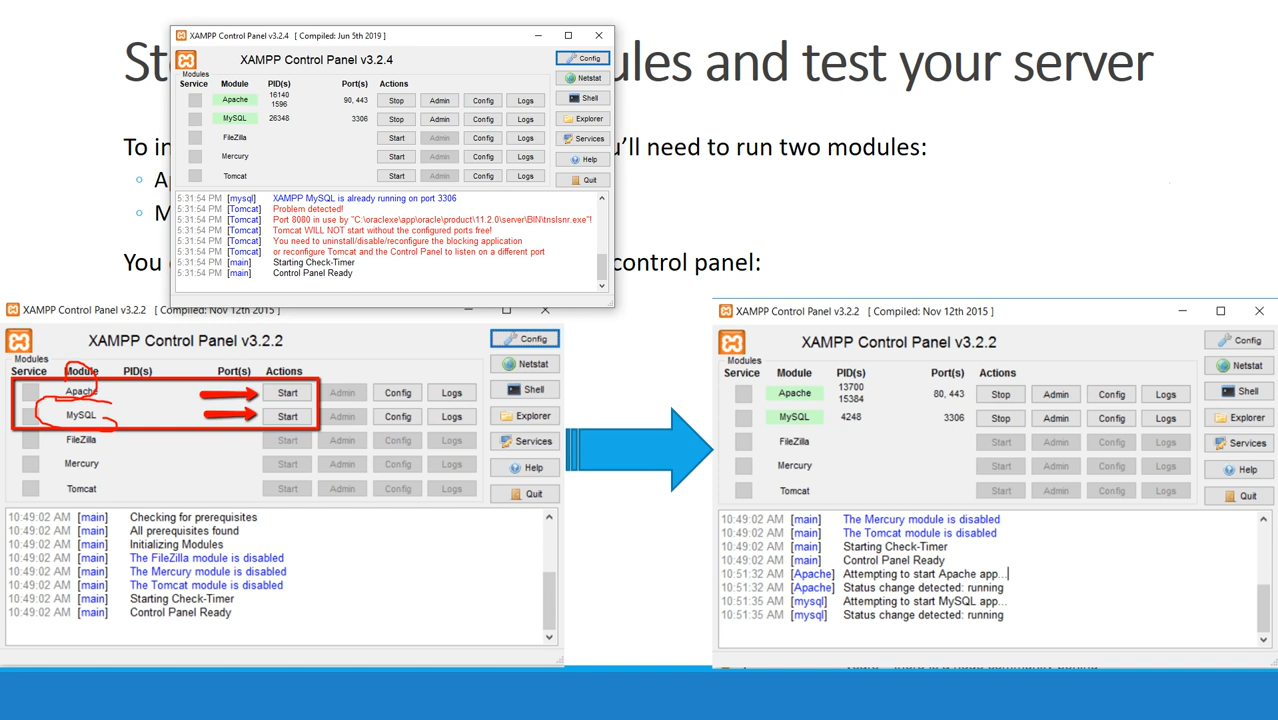 XAMPP Control Panel v3.2.4 [ Compiled: Jun 5th 2019 ]
XAMPP Control Panel v3.2.4
Config
Modules
Service Module PID(s) Port(s) Actions
Netstat
Apache 16140 1596 90, 443 Stop Admin Config Logs
Shell
MySQL 26348 3306 Stop Admin Config Logs
Explorer
FileZilla Start Admin Config Logs
Services
Mercury Start Admin Config Logs
Help
Tomcat Start Admin Config Logs
Quit
5:31:54 PM [mysql] XAMPP MySQL is already running on port 3306
5:31:54 PM [Tomcat] Problem detected!
5:31:54 PM [Tomcat] Port 8080 in use by "C:\oraclexe\app\oracle\product\11.2.0\server\BIN\tnslsnr.exe"!
5:31:54 PM [Tomcat] Tomcat WILL NOT start without the configured ports free!
5:31:54 PM [Tomcat] You need to uninstall/disable/reconfigure the blocking application
5:31:54 PM [Tomcat] or reconfigure Tomcat and the Control Panel to listen on a different port
5:31:54 PM [main] Starting Check-Timer
5:31:54 PM [main] Control Panel Ready
and test your server
To
need to run two modules:
You
control panel:
XAMPP Control Panel v3.2.2 [ Compiled: Nov 12th 2015 ]
XAMPP Control Panel v3.2.2
Config
Modules
Service Module PID(s) Port(s) Actions
Netstat
Apache Start Admin Config Logs
Shell
MySQL Start Admin Config Logs
Explorer
FileZilla Start Admin Config Logs
Services
Mercury Start Admin Config Logs
Help
Tomcat Start Admin Config Logs
Quit
10:49:02 AM [main] Checking for prerequisites
10:49:02 AM [main] All prerequisites found
10:49:02 AM [main] Initializing Modules
10:49:02 AM [main] The FileZilla module is disabled
10:49:02 AM [main] The Mercury module is disabled
10:49:02 AM [main] The Tomcat module is disabled
10:49:02 AM [main] Starting Check-Timer
10:49:02 AM [main] Control Panel Ready
XAMPP Control Panel v3.2.2 [ Compiled: Nov 12th 2015 ]
XAMPP Control Panel v3.2.2
Config
Modules
Service Module PID(s) Port(s) Actions
Netstat
Apache 13700 15384 80, 443 Stop Admin Config Logs
Shell
MySQL 4248 3306 Stop Admin Config Logs
Explorer
FileZilla Start Admin Config Logs
Services
Mercury Start Admin Config Logs
Help
Tomcat Start Admin Config Logs
Quit
10:49:02 AM [main] The Mercury module is disabled
10:49:02 AM [main] The Tomcat module is disabled
10:49:02 AM [main] Starting Check-Timer
10:49:02 AM [main] Control Panel Ready
10:51:32 AM [Apache] Attempting to start Apache app...
10:51:32 AM [Apache] Status change detected: running
10:51:35 AM [mysql] Attempting to start MySQL app...
10:51:35 AM [mysql] Status change detected: running